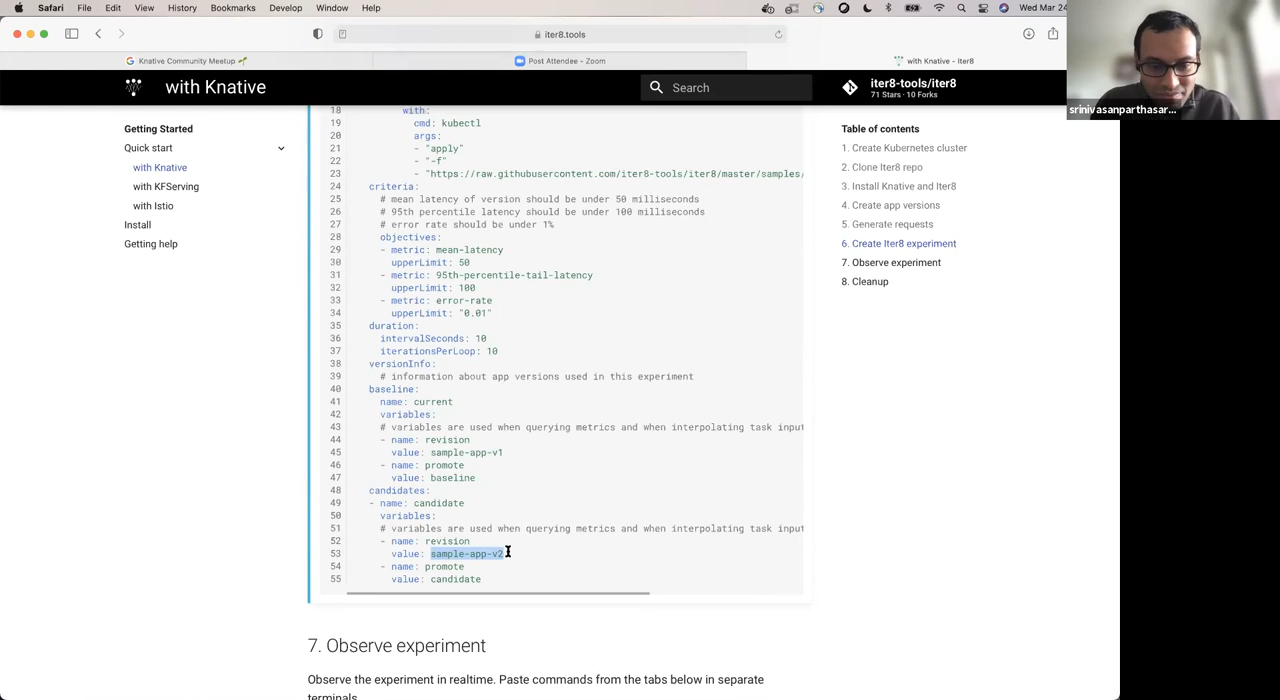 Safari File Edit View History Bookmarks Develop Window Help Wed Mar 24
iter8.tools
Knative Community Meetup 🌱
Post Attendee - Zoom
with Knative - Iter8
with Knative
Search
iter8-tools/iter8
71 Stars · 10 Forks
srinivasanparthasar...
Getting Started
Quick start
with Knative
with KFServing
with Istio
Install
Getting help
18 with:
19 cmd: kubectl
20 args:
21 - "apply"
22 - "-f"
23 - "https://raw.githubusercontent.com/iter8-tools/iter8/master/samples/
24 criteria:
25 # mean latency of version should be under 50 milliseconds
26 # 95th percentile latency should be under 100 milliseconds
27 # error rate should be under 1%
28 objectives:
29 - metric: mean-latency
30 upperLimit: 50
31 - metric: 95th-percentile-tail-latency
32 upperLimit: 100
33 - metric: error-rate
34 upperLimit: "0.01"
35 duration:
36 intervalSeconds: 10
37 iterationsPerLoop: 10
38 versionInfo:
39 # information about app versions used in this experiment
40 baseline:
41 name: current
42 variables:
43 # variables are used when querying metrics and when interpolating task input
44 - name: revision
45 value: sample-app-v1
46 - name: promote
47 value: baseline
48 candidates:
49 - name: candidate
50 variables:
51 # variables are used when querying metrics and when interpolating task input
52 - name: revision
53 value: sample-app-v2
54 - name: promote
55 value: candidate
7. Observe experiment
Observe the experiment in realtime. Paste commands from the tabs below in separate
terminals.
Table of contents
1. Create Kubernetes cluster
2. Clone Iter8 repo
3. Install Knative and Iter8
4. Create app versions
5. Generate requests
6. Create Iter8 experiment
7. Observe experiment
8. Cleanup